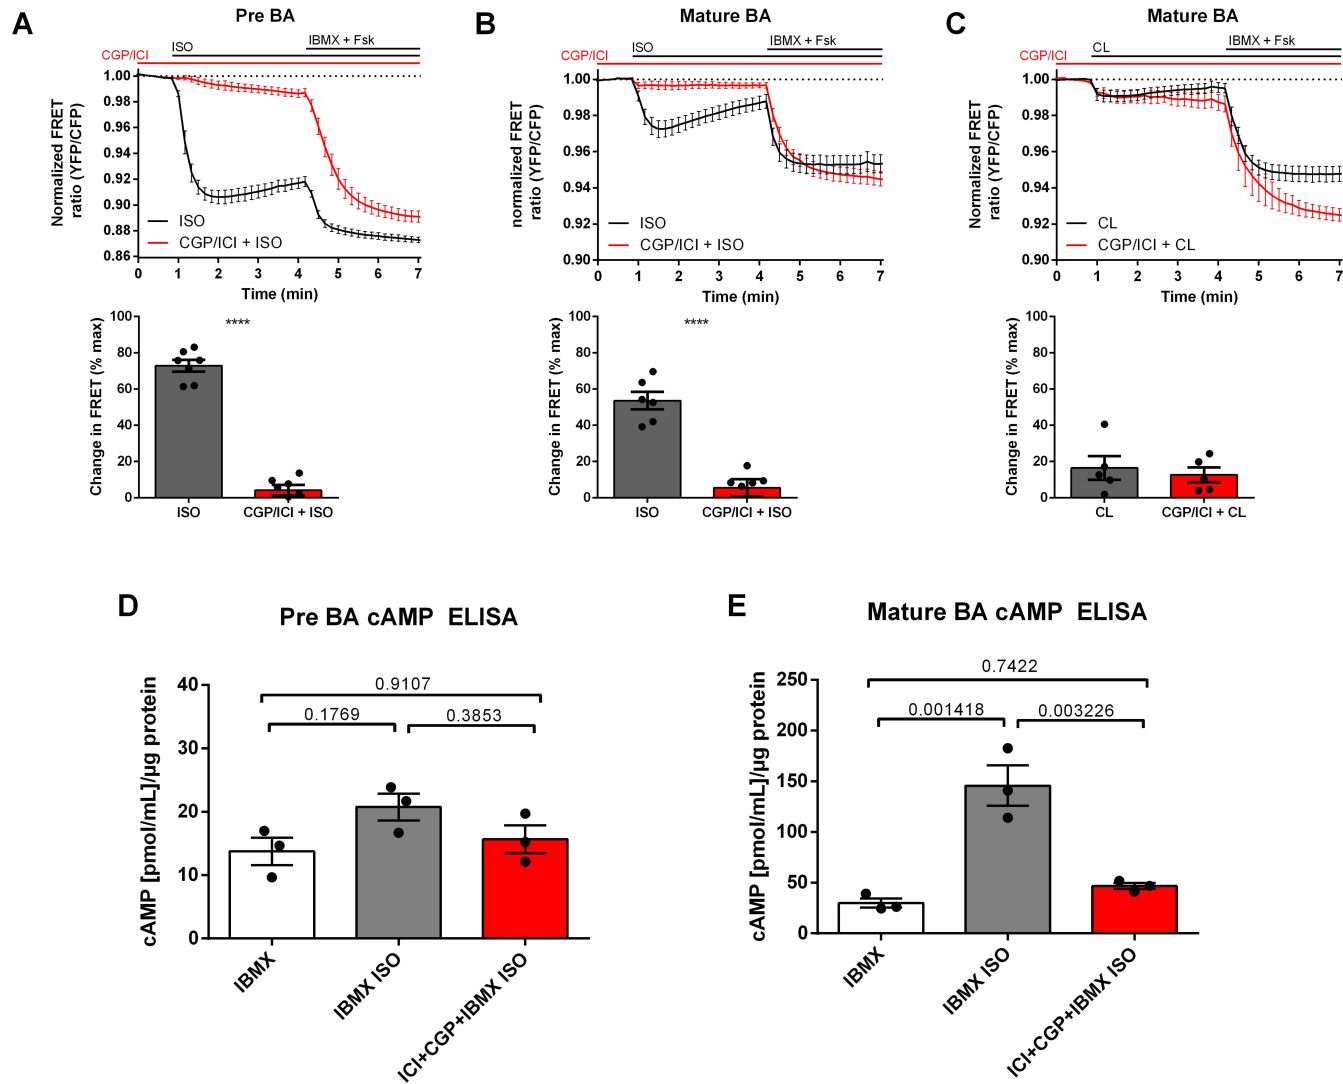 A
Pre BA
IBMX + Fsk
ISO
CGP/ICI
1.00
0.98
0.96
0.94
0.92
0.90
0.88
0.86
Normalized FRET
ratio (YFP/CFP)
ISO
CGP/ICI + ISO
0 1 2 3 4 5 6 7
Time (min)
100
80
60
40
20
0
Change in FRET (% max)
****
ISO
CGP/ICI + ISO
B
Mature BA
IBMX + Fsk
ISO
CGP/ICI
1.00
0.98
0.96
0.94
0.92
0.90
normalized FRET
ratio (YFP/CFP)
ISO
CGP/ICI + ISO
0 1 2 3 4 5 6 7
Time (min)
100
80
60
40
20
0
Change in FRET (% max)
****
ISO
CGP/ICI + ISO
C
Mature BA
IBMX + Fsk
CL
CGP/ICI
1.00
0.98
0.96
0.94
0.92
0.90
Normalized FRET
ratio (YFP/CFP)
CL
CGP/ICI + CL
0 1 2 3 4 5 6 7
Time (min)
100
80
60
40
20
0
Change in FRET (% max)
CL
CGP/ICI + CL
D
Pre BA cAMP ELISA
0.9107
0.1769
0.3853
40
30
20
10
0
cAMP [pmol/mL]/µg protein
IBMX
IBMX ISO
ICI+CGP+IBMX ISO
E
Mature BA cAMP ELISA
0.7422
0.001418
0.003226
250
200
150
100
50
0
cAMP [pmol/mL]/µg protein
IBMX
IBMX ISO
ICI+CGP+IBMX ISO